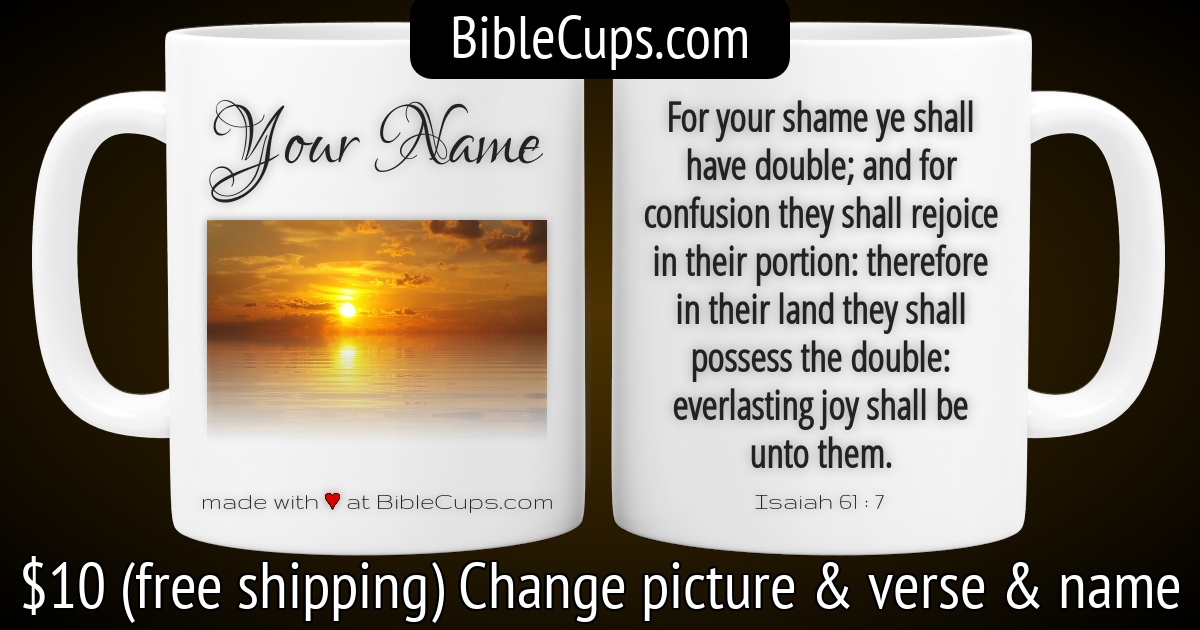 BibleCups.com
Your Name
made with ♥ at BibleCups.com
For your shame ye shall
have double; and for
confusion they shall rejoice
in their portion: therefore
in their land they shall
possess the double:
everlasting joy shall be
unto them.
Isaiah 61 : 7
$10 (free shipping) Change picture & verse & name